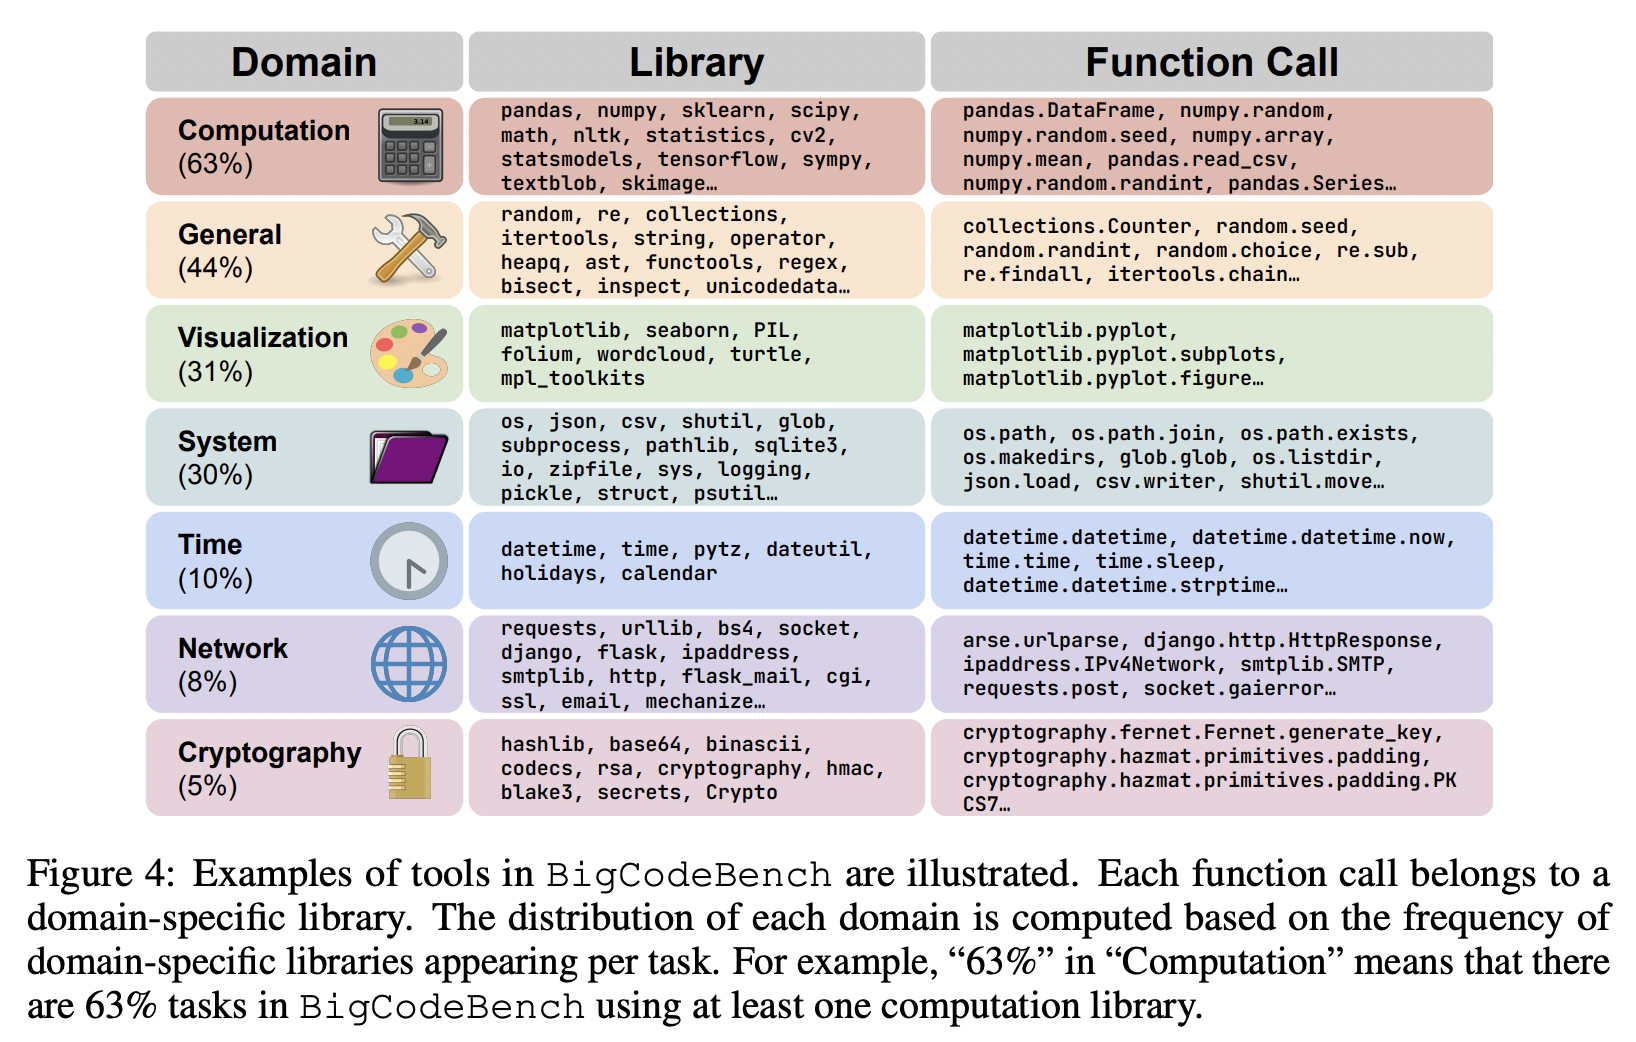 Domain
Library
Function Call
Computation
(63%)
3.14
pandas, numpy, sklearn, scipy,
math, nltk, statistics, cv2,
statsmodels, tensorflow, sympy,
textblob, skimage…
pandas.DataFrame, numpy.random,
numpy.random.seed, numpy.array,
numpy.mean, pandas.read_csv,
numpy.random.randint, pandas.Series…
General
(44%)
random, re, collections,
itertools, string, operator,
heapq, ast, functools, regex,
bisect, inspect, unicodedata…
collections.Counter, random.seed,
random.randint, random.choice, re.sub,
re.findall, itertools.chain…
Visualization
(31%)
matplotlib, seaborn, PIL,
folium, wordcloud, turtle,
mpl_toolkits
matplotlib.pyplot,
matplotlib.pyplot.subplots,
matplotlib.pyplot.figure…
System
(30%)
os, json, csv, shutil, glob,
subprocess, pathlib, sqlite3,
io, zipfile, sys, logging,
pickle, struct, psutil…
os.path, os.path.join, os.path.exists,
os.makedirs, glob.glob, os.listdir,
json.load, csv.writer, shutil.move…
Time
(10%)
datetime, time, pytz, dateutil,
holidays, calendar
datetime.datetime, datetime.datetime.now,
time.time, time.sleep,
datetime.datetime.strptime…
Network
(8%)
requests, urllib, bs4, socket,
django, flask, ipaddress,
smtplib, http, flask_mail, cgi,
ssl, email, mechanize…
arse.urlparse, django.http.HttpResponse,
ipaddress.IPv4Network, smtplib.SMTP,
requests.post, socket.gaierror…
Cryptography
(5%)
hashlib, base64, binascii,
codecs, rsa, cryptography, hmac,
blake3, secrets, Crypto
cryptography.fernet.Fernet.generate_key,
cryptography.hazmat.primitives.padding,
cryptography.hazmat.primitives.padding.PK
CS7…
Figure 4: Examples of tools in BigCodeBench are illustrated. Each function call belongs to a
domain-specific library. The distribution of each domain is computed based on the frequency of
domain-specific libraries appearing per task. For example, “63%” in “Computation” means that there
are 63% tasks in BigCodeBench using at least one computation library.